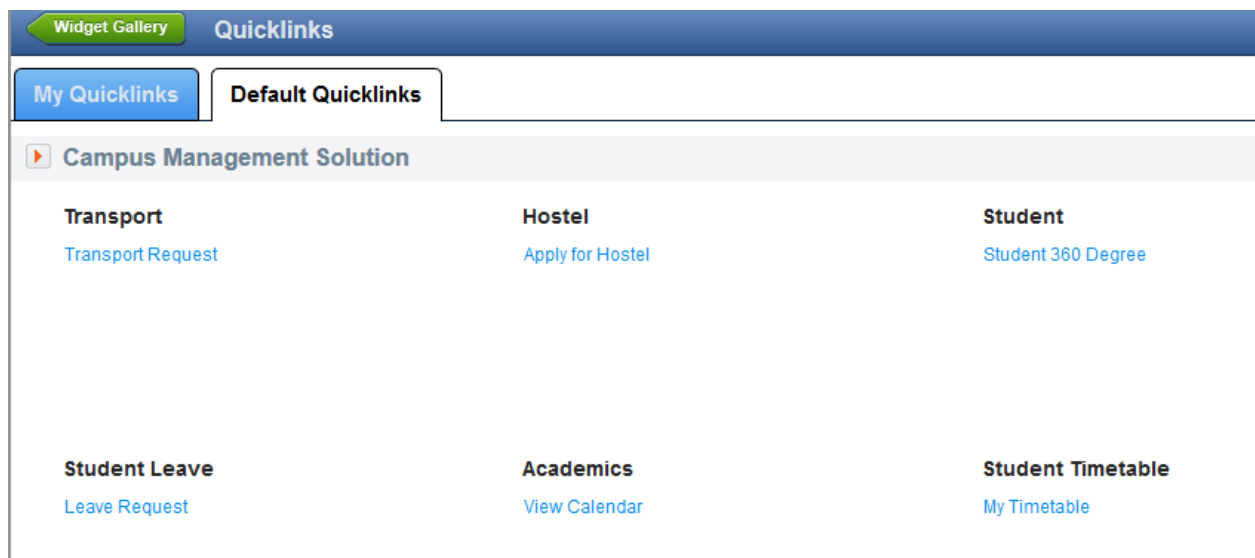 Widget Gallery Quicklinks
My Quicklinks Default Quicklinks
Campus Management Solution
Transport Hostel Student
Transport Request Apply for Hostel Student 360 Degree
Student Leave Academics Student Timetable
Leave Request View Calendar My Timetable